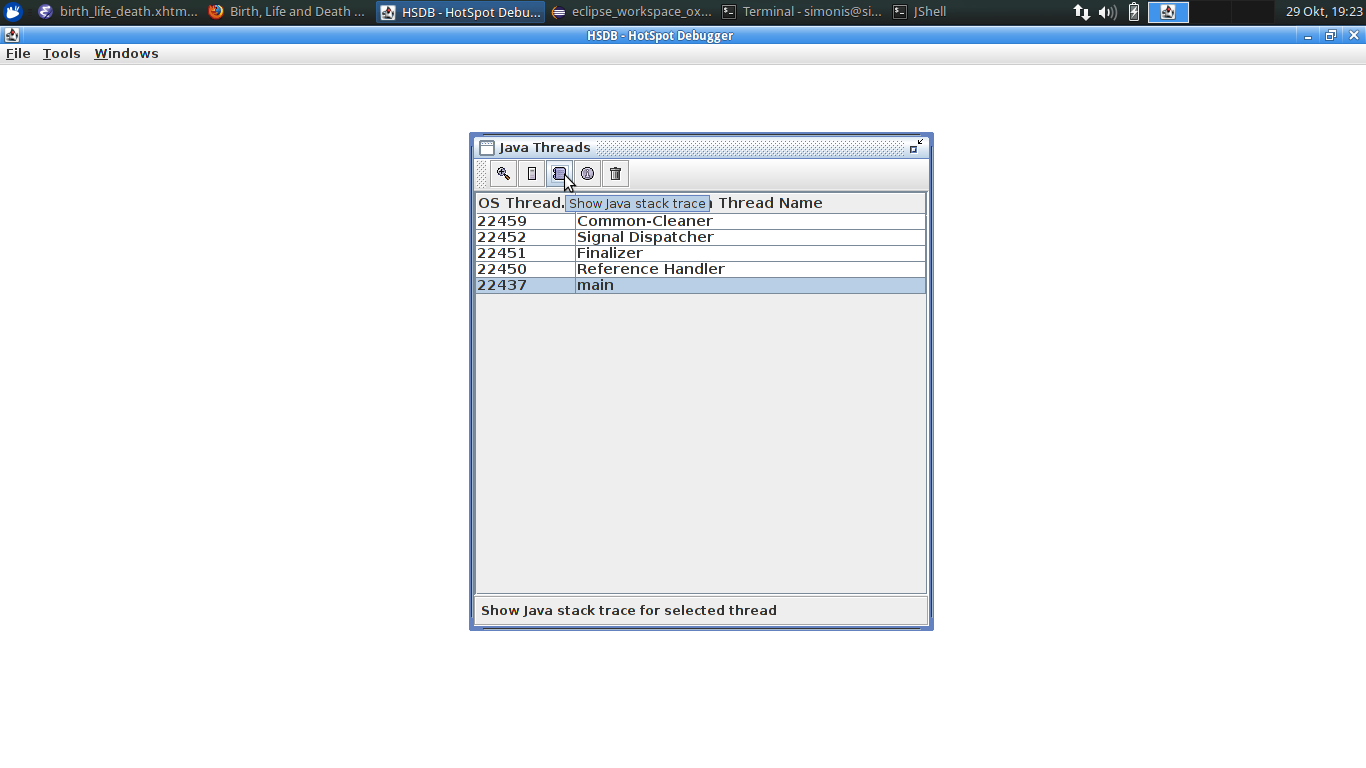 birth_life_death.xhtm... Birth, Life and Death ... HSDB - HotSpot Debu... eclipse_workspace_ox... Terminal - simonis@si... JShell 29 Okt, 19:23
HSDB - HotSpot Debugger
File Tools Windows
Java Threads
OS Thread. Show Java stack trace Thread Name
22459 Common-Cleaner
22452 Signal Dispatcher
22451 Finalizer
22450 Reference Handler
22437 main
Show Java stack trace for selected thread